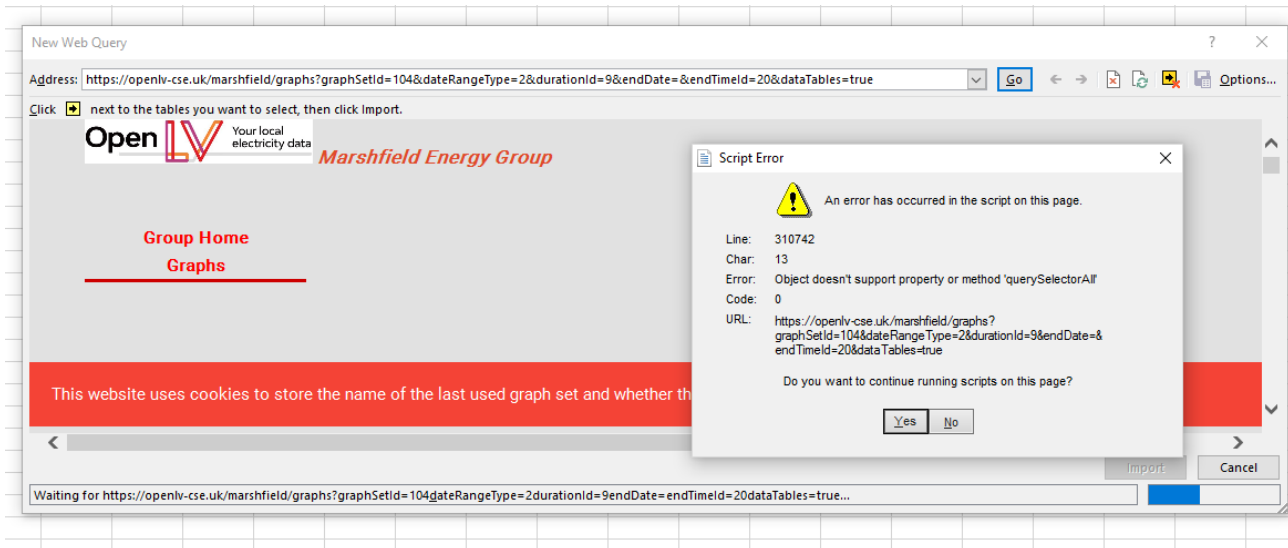 New Web Query
?
Address: https://openlv-cse.uk/marshfield/graphs?graphSetId=104&dateRangeType=2&durationId=9&endDate=&endTimeId=20&dataTables=true Go Options...
Click next to the tables you want to select, then click Import.
Open LV Your local
electricity data
Marshfield Energy Group
Group Home
Graphs
This website uses cookies to store the name of the last used graph set and whether th
Script Error
An error has occurred in the script on this page.
Line: 310742
Char: 13
Error: Object doesn't support property or method 'querySelectorAll'
Code: 0
URL: https://openlv-cse.uk/marshfield/graphs?
graphSetId=104&dateRangeType=2&durationId=9&endDate=&
endTimeId=20&dataTables=true
Do you want to continue running scripts on this page?
Yes No
Import Cancel
Waiting for https://openlv-cse.uk/marshfield/graphs?graphSetId=104dateRangeType=2durationId=9endDate=endTimeId=20dataTables=true...